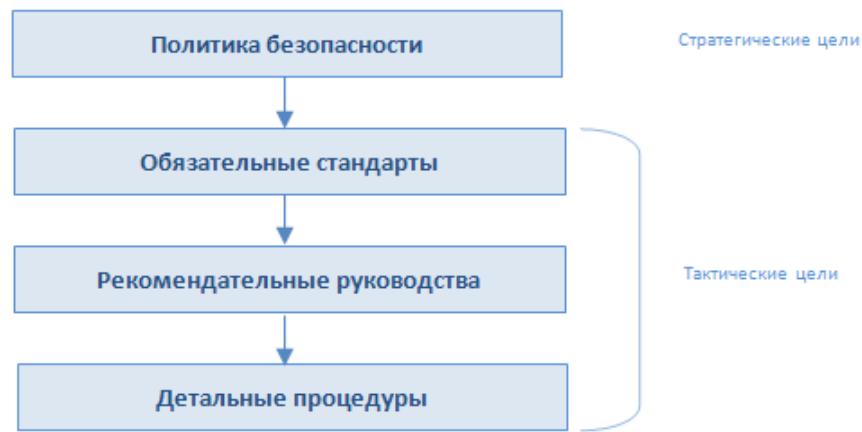 Политика безопасности
Стратегические цели
Обязательные стандарты
Рекомендательные руководства
Тактические цели
Детальные процедуры